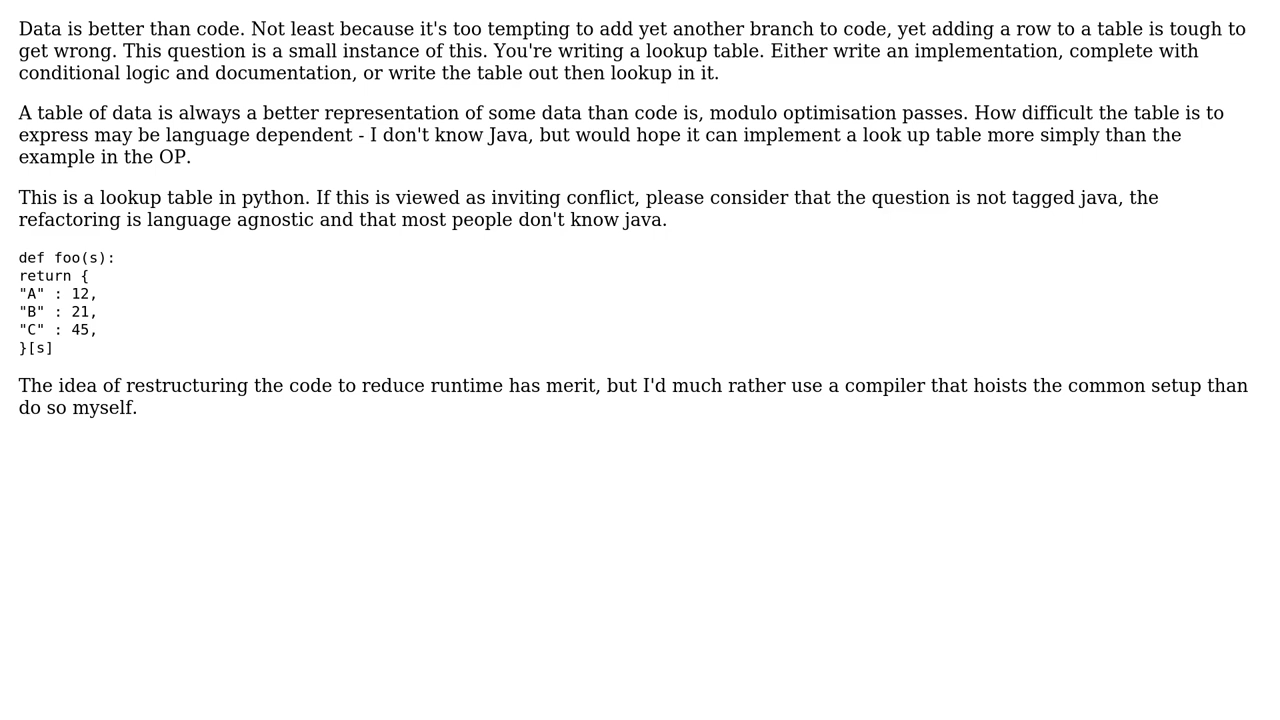 Data is better than code. Not least because it's too tempting to add yet another branch to code, yet adding a row to a table is tough to
get wrong. This question is a small instance of this. You're writing a lookup table. Either write an implementation, complete with
conditional logic and documentation, or write the table out then lookup in it.
A table of data is always a better representation of some data than code is, modulo optimisation passes. How difficult the table is to
express may be language dependent - I don't know Java, but would hope it can implement a look up table more simply than the
example in the OP.
This is a lookup table in python. If this is viewed as inviting conflict, please consider that the question is not tagged java, the
refactoring is language agnostic and that most people don't know java.
def foo(s):
return {
"A" : 12,
"B" : 21,
"C" : 45,
}[s]
The idea of restructuring the code to reduce runtime has merit, but I'd much rather use a compiler that hoists the common setup than
do so myself.